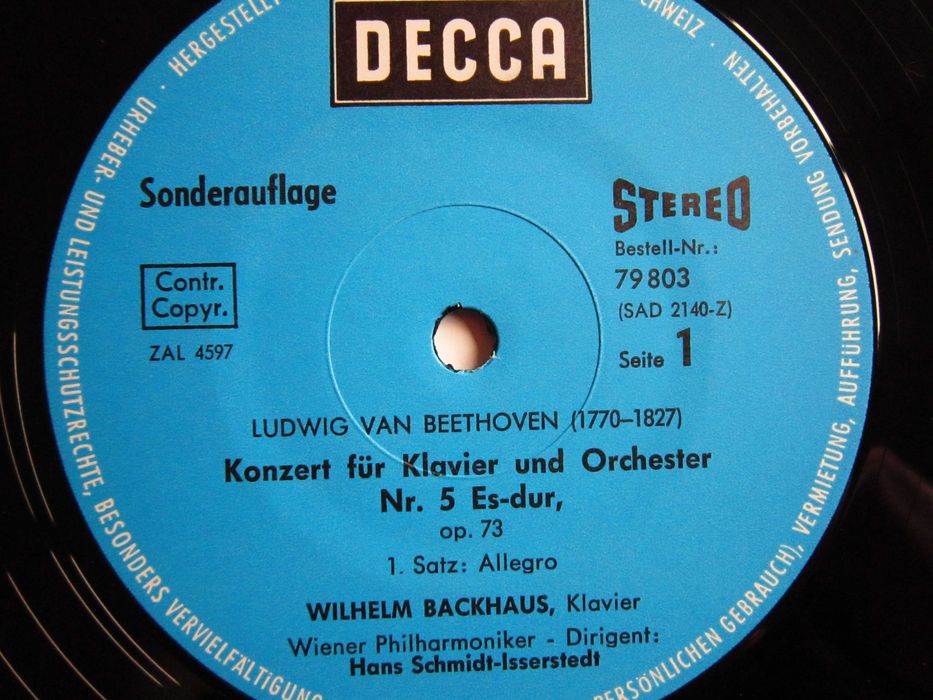 DECCA
Sonderauflage
STEREO
Bestell-Nr.:
79 803
(SAD 2140-Z)
Seite 1
Contr.
Copyr.
ZAL 4597
LUDWIG VAN BEETHOVEN (1770–1827)
Konzert für Klavier und Orchester
Nr. 5 Es-dur,
op. 73
1. Satz: Allegro
WILHELM BACKHAUS, Klavier
Wiener Philharmoniker - Dirigent:
Hans Schmidt-Isserstedt
URHEBER- UND LEISTUNGSSCHUTZRECHTE, BESONDERS VERVIELFÄLTIGUNG
PERSÖNLICHEN GEBRAUCH), VERMIETUNG, AUFFÜHRUNG, SENDUNG VORBEHALTEN ·
· HERGESTELLT
SCHWEIZ ·